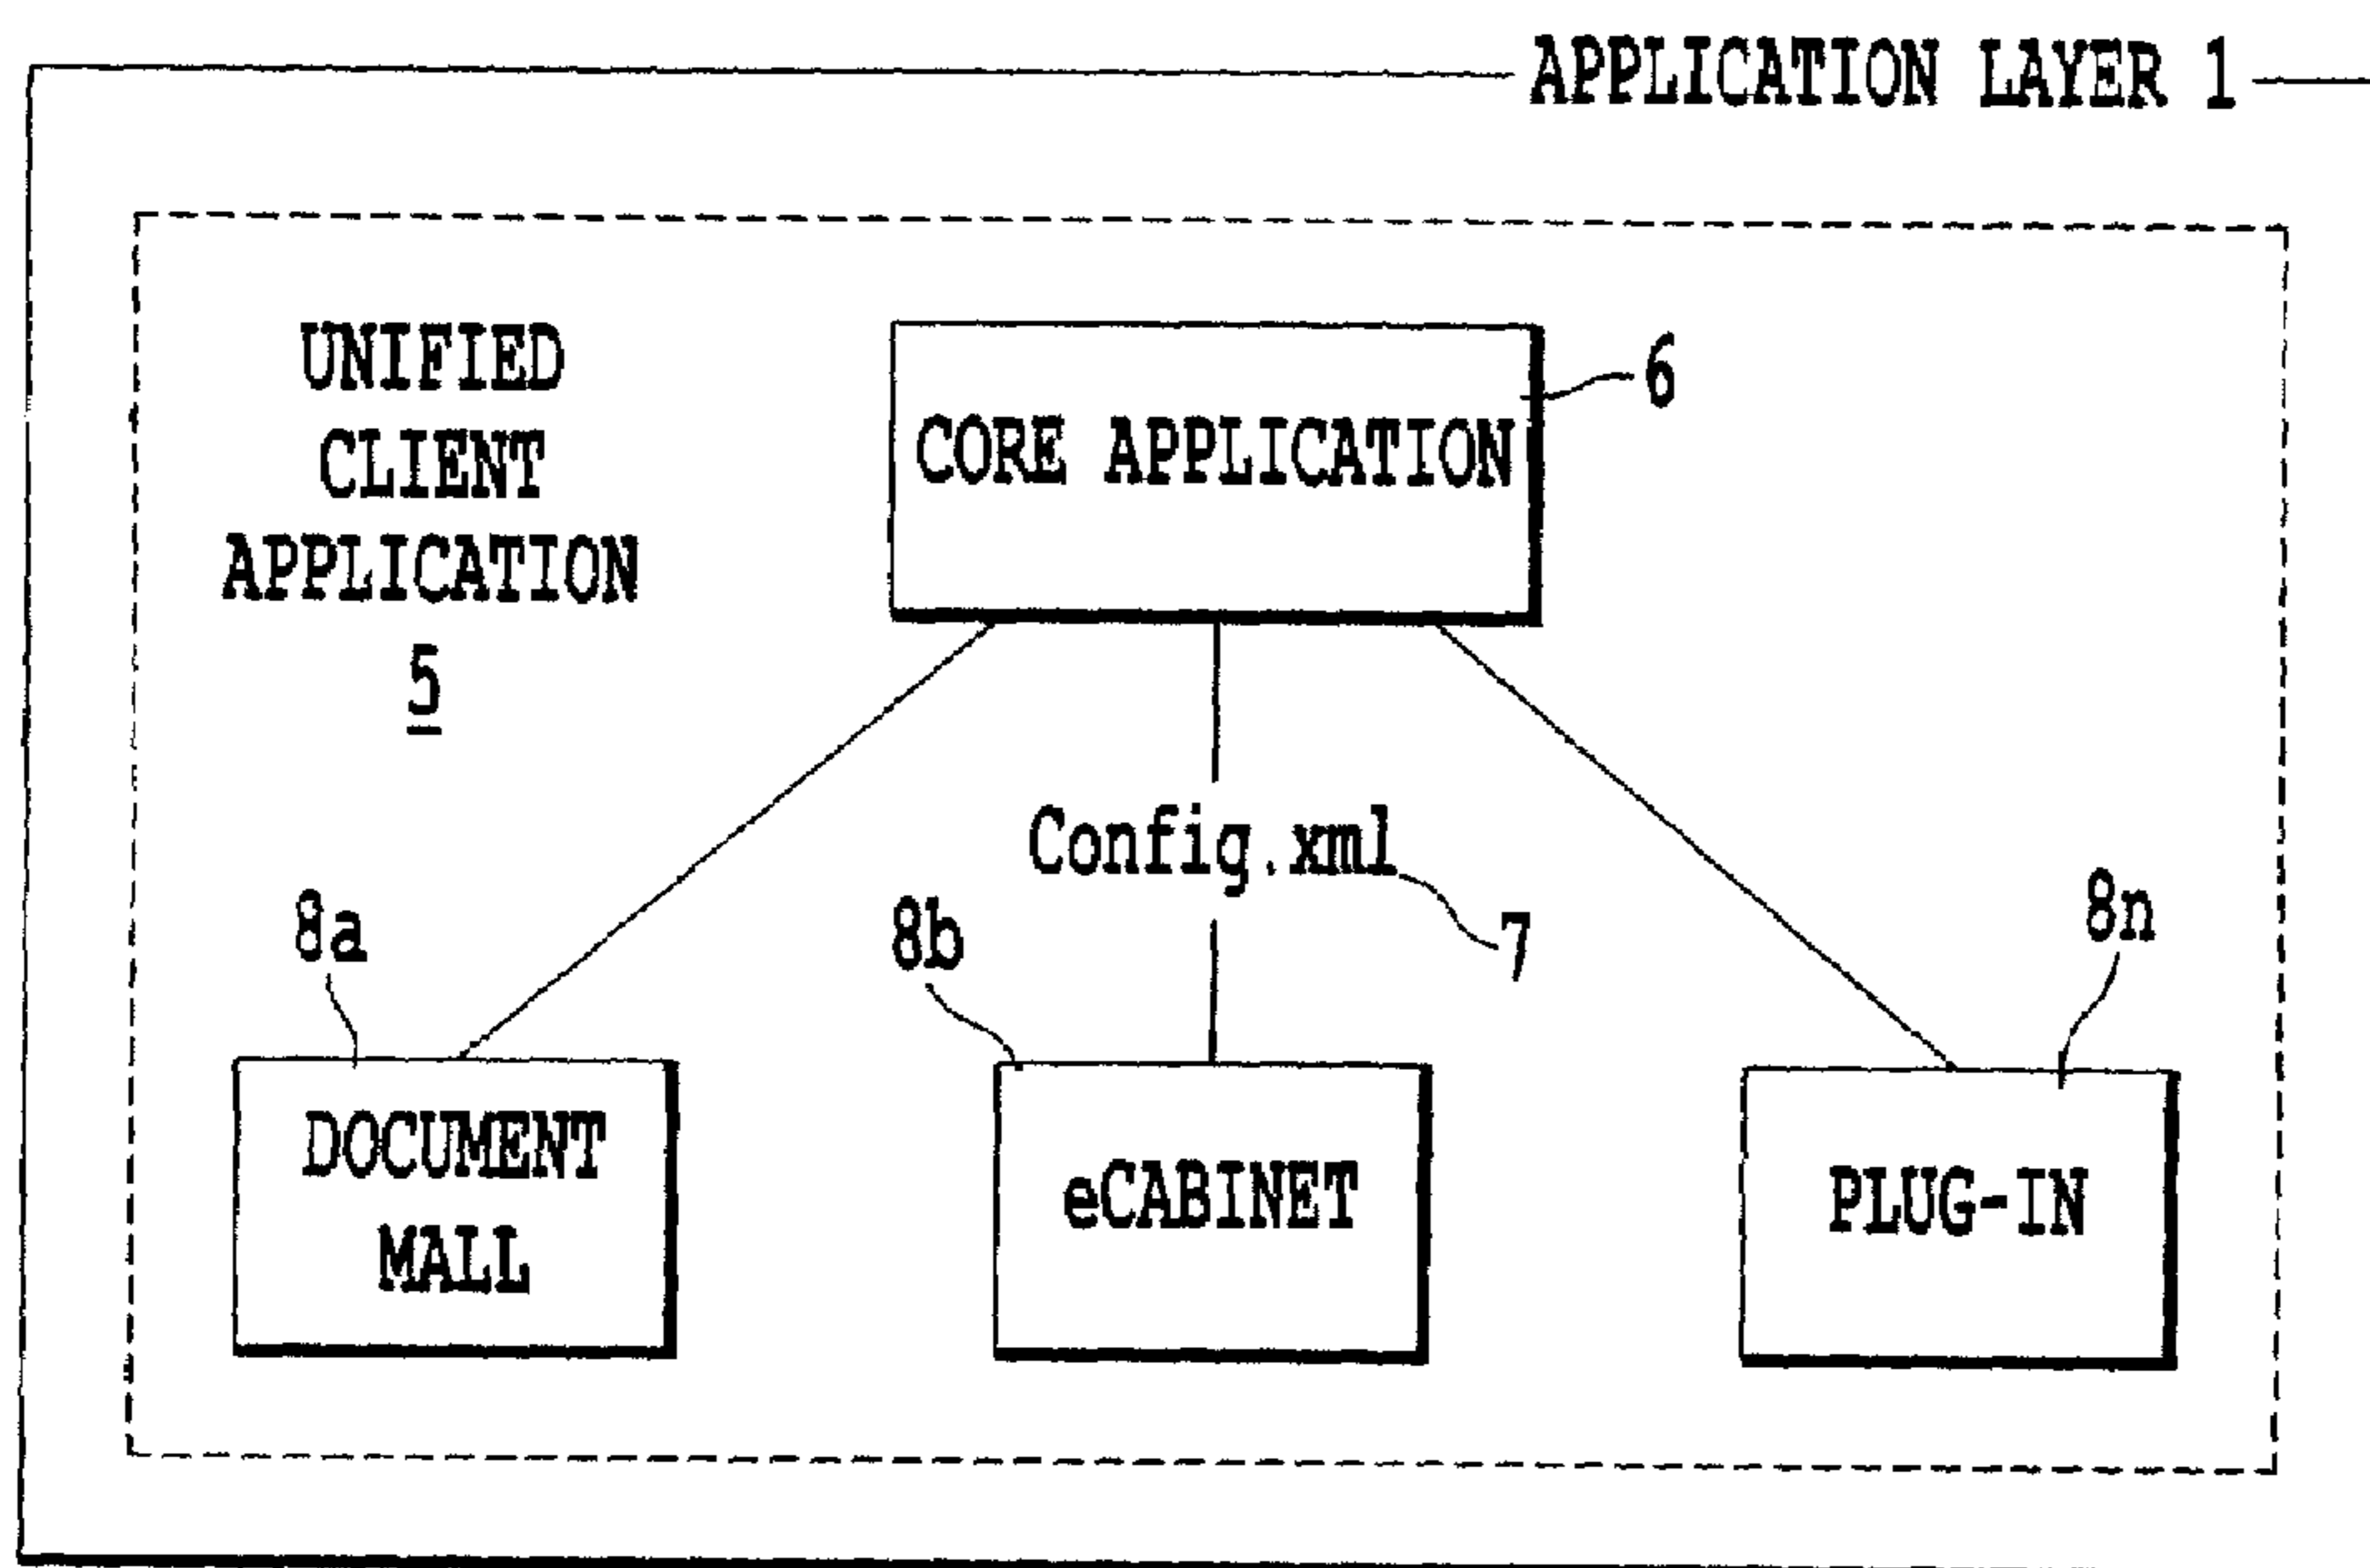 APPLICATION LAYER 1
UNIFIED
CLIENT
APPLICATION
5
CORE APPLICATION
6
Config.xml
7
8a
8b
8n
DOCUMENT
MALL
eCABINET
PLUG-IN